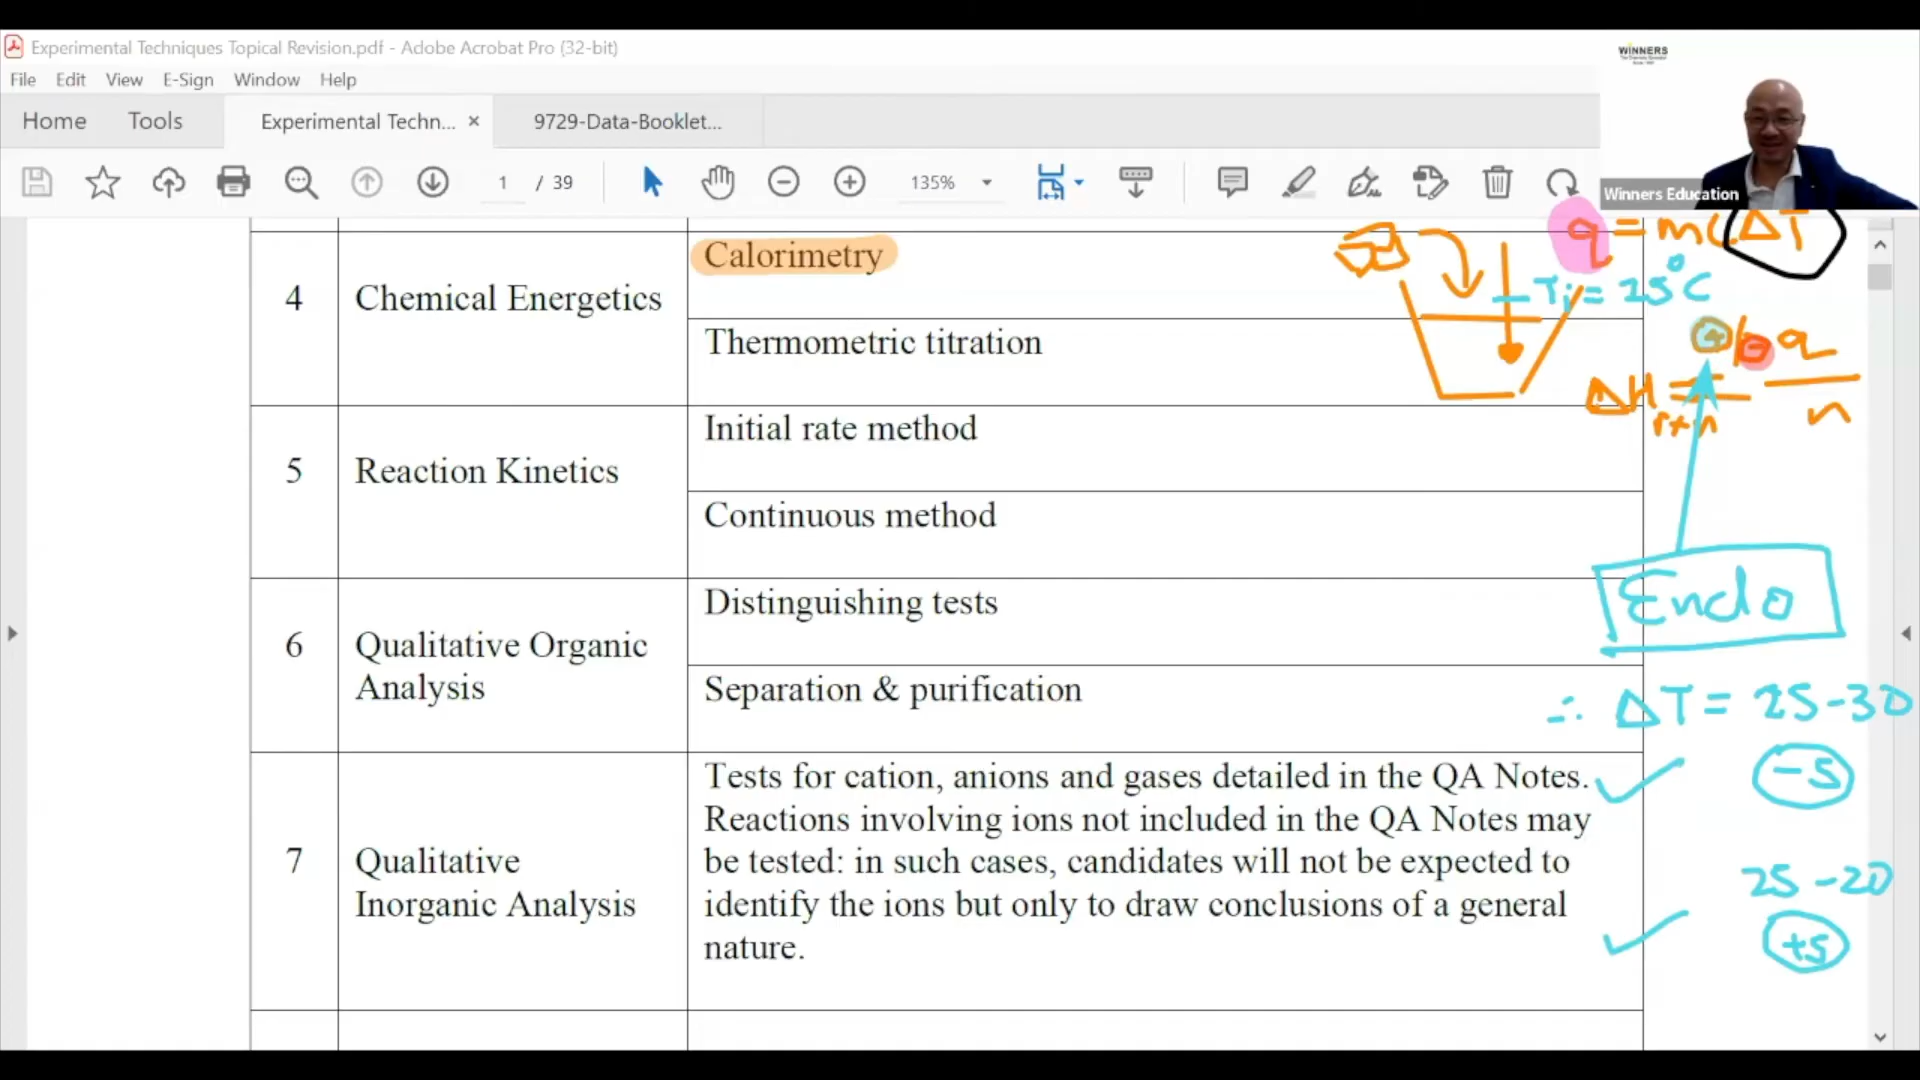 Experimental Techniques Topical Revision.pdf - Adobe Acrobat Pro (32-bit)
WINNERS
File Edit View E-Sign Window Help
Home Tools Experimental Techn... × 9729-Data-Booklet...
1 / 39 135%
Winners Education
q = mc ΔT
Calorimetry
Ti = 25°C
4 Chemical Energetics
Thermometric titration
+ / - q
ΔHrxn = n
Initial rate method
5 Reaction Kinetics
Continuous method
Distinguishing tests
Endo
6 Qualitative Organic
Analysis
Separation & purification
∴ ΔT = 25-30
-5
Tests for cation, anions and gases detailed in the QA Notes.
Reactions involving ions not included in the QA Notes may
7 Qualitative be tested: in such cases, candidates will not be expected to
25-20
Inorganic Analysis identify the ions but only to draw conclusions of a general
nature.
+5